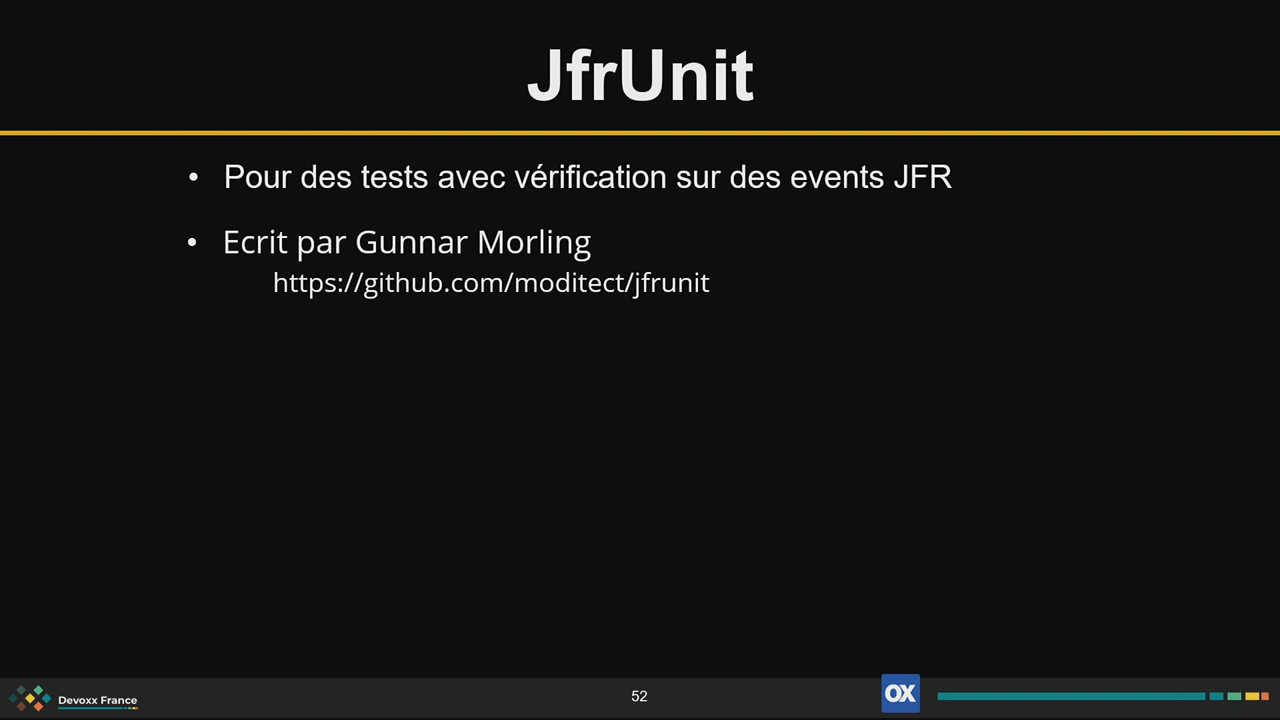 JfrUnit
• Pour des tests avec vérification sur des events JFR
• Ecrit par Gunnar Morling
https://github.com/moditect/jfrunit
Devoxx France
52
OX